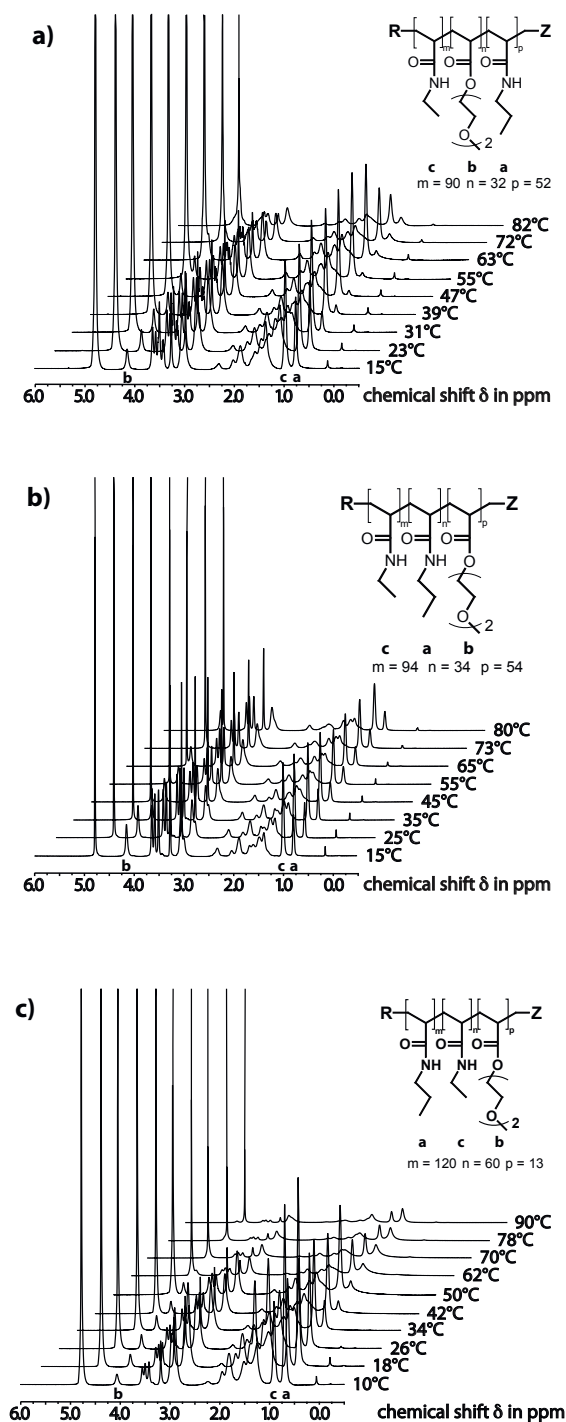 a)
R m n p Z
O O O
NH O NH
O 2
c b a
m = 90 n = 32 p = 52
82°C
72°C
63°C
55°C
47°C
39°C
31°C
23°C
15°C
b c a
6.0 5.0 4.0 3.0 2.0 1.0 0.0 chemical shift δ in ppm
b)
R m n p Z
O O O
NH NH O
O 2
c a b
m = 94 n = 34 p = 54
80°C
73°C
65°C
55°C
45°C
35°C
25°C
15°C
b c a
6.0 5.0 4.0 3.0 2.0 1.0 0.0 chemical shift δ in ppm
c)
R m n p Z
O O O
NH NH O
O 2
a c b
m = 120 n = 60 p = 13
90°C
78°C
70°C
62°C
50°C
42°C
34°C
26°C
18°C
10°C
b c a
6.0 5.0 4.0 3.0 2.0 1.0 0.0 chemical shift δ in ppm